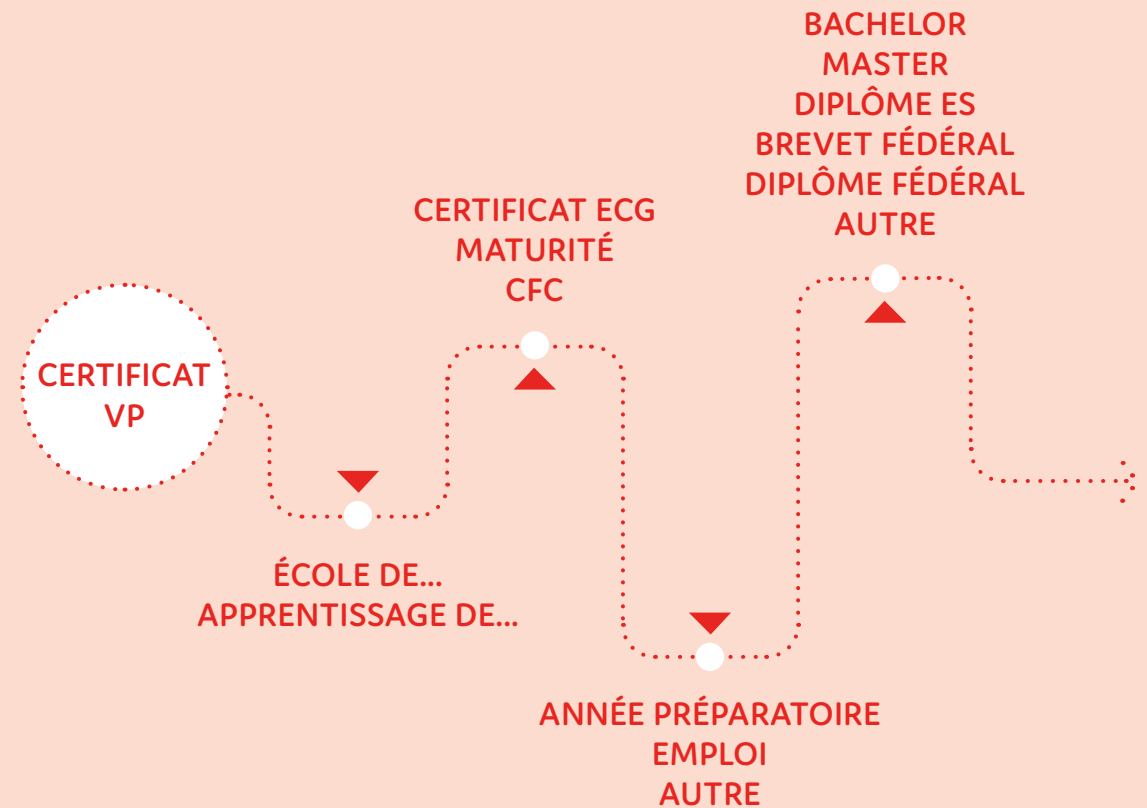 CERTIFICAT
VP
ÉCOLE DE...
APPRENTISSAGE DE...
CERTIFICAT ECG
MATURITÉ
CFC
ANNÉE PRÉPARATOIRE
EMPLOI
AUTRE
BACHELOR
MASTER
DIPLÔME ES
BREVET FÉDÉRAL
DIPLÔME FÉDÉRAL
AUTRE